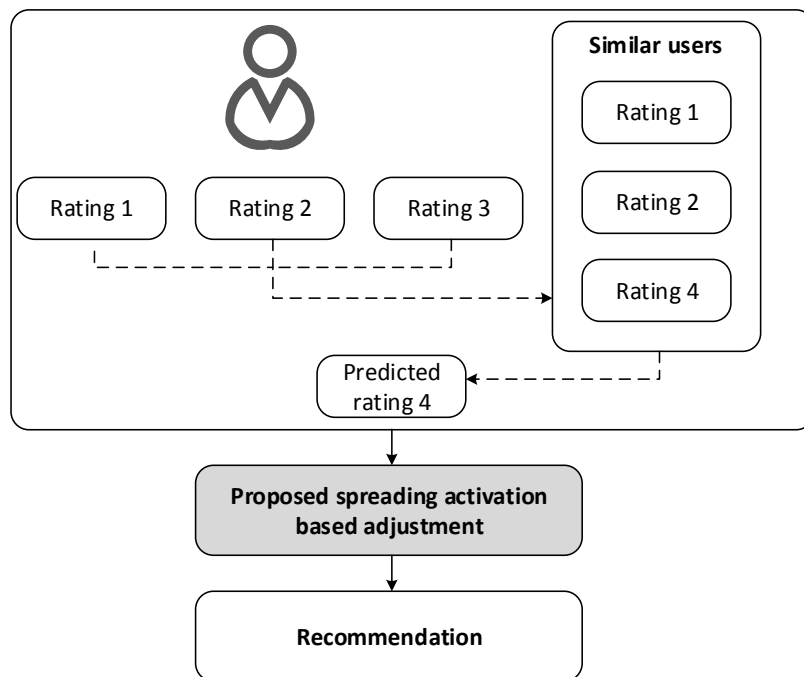 Similar users
Rating 1
Rating 2
Rating 4
Rating 1
Rating 2
Rating 3
Predicted
rating 4
Proposed spreading activation
based adjustment
Recommendation